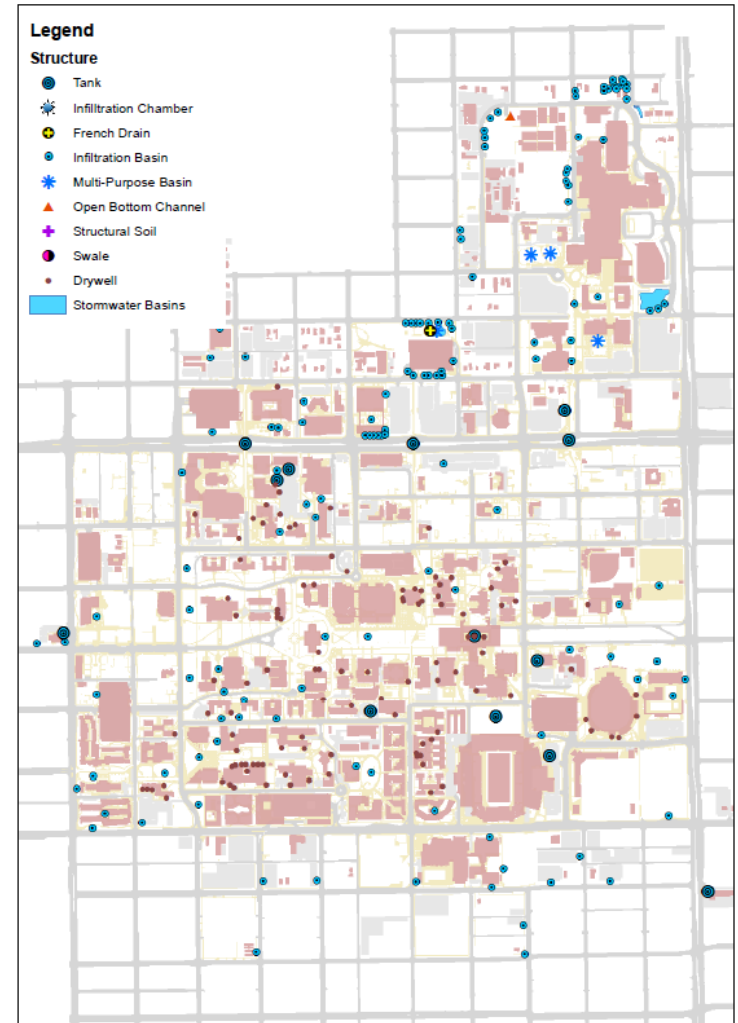 Legend
Structure
Tank
Infiltration Chamber
French Drain
Infiltration Basin
Multi-Purpose Basin
Open Bottom Channel
Structural Soil
Swale
Drywell
Stormwater Basins